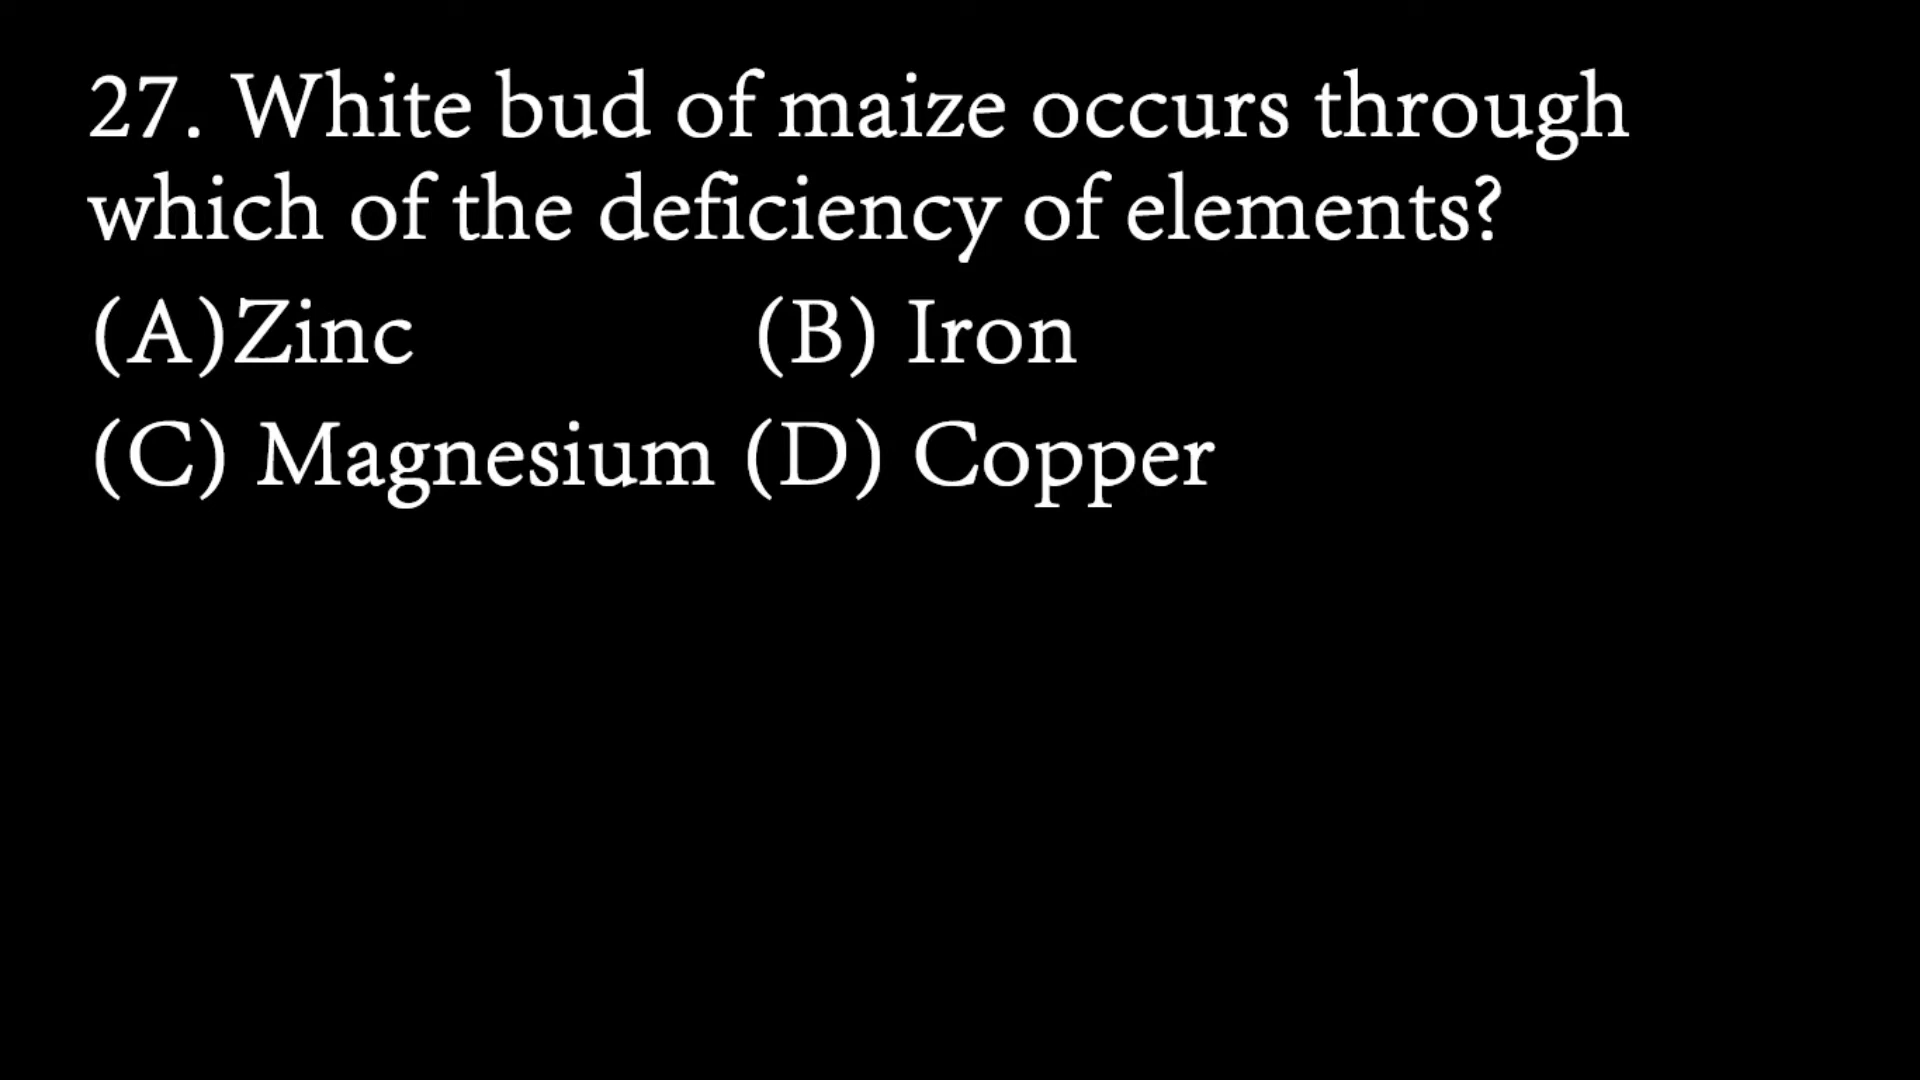 27. White bud of maize occurs through
which of the deficiency of elements?
(A)Zinc (B) Iron
(C) Magnesium (D) Copper